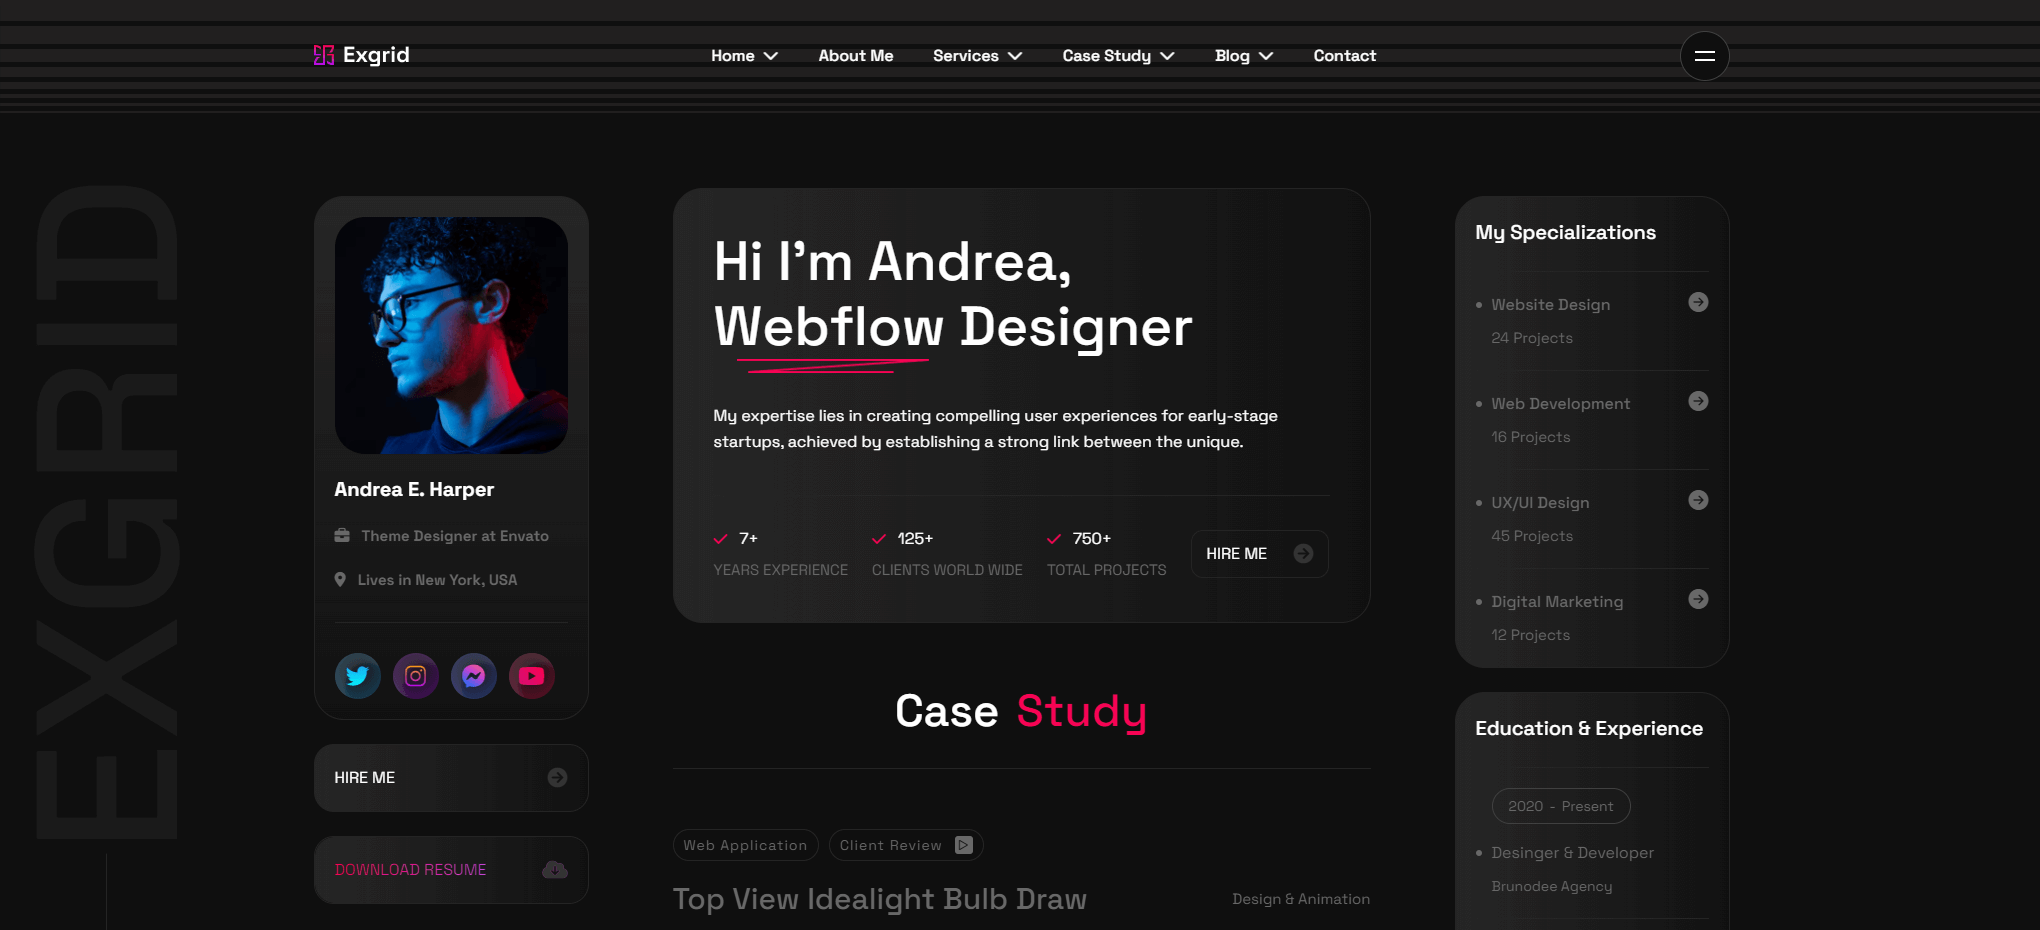 Exgrid
Home
About Me
Services
Case Study
Blog
Contact
EXGRID
Andrea E. Harper
Theme Designer at Envato
Lives in New York, USA
HIRE ME
DOWNLOAD RESUME
Hi I'm Andrea,
Webflow Designer
My expertise lies in creating compelling user experiences for early-stage
startups, achieved by establishing a strong link between the unique.
7+
YEARS EXPERIENCE
125+
CLIENTS WORLD WIDE
750+
TOTAL PROJECTS
HIRE ME
Case Study
Web Application
Client Review
Top View Idealight Bulb Draw
Design & Animation
My Specializations
Website Design
24 Projects
Web Development
16 Projects
UX/UI Design
45 Projects
Digital Marketing
12 Projects
Education & Experience
2020 - Present
Desinger & Developer
Brunodee Agency